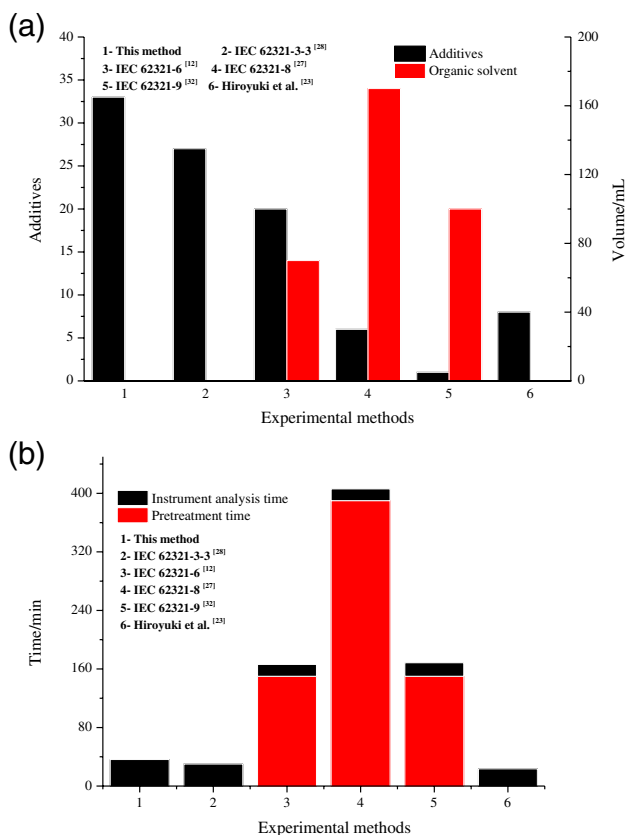 (a)
1- This method 2- IEC 62321-3-3 [28]
3- IEC 62321-6 [12] 4- IEC 62321-8 [27]
5- IEC 62321-9 [32] 6- Hiroyuki et al. [23]
Additives
Organic solvent
40
35
30
25
20
15
10
5
0
Additives
200
160
120
80
40
0
Volume/mL
1 2 3 4 5 6
Experimental methods
(b)
Instrument analysis time
Pretreatment time
1- This method
2- IEC 62321-3-3 [28]
3- IEC 62321-6 [12]
4- IEC 62321-8 [27]
5- IEC 62321-9 [32]
6- Hiroyuki et al. [23]
400
320
240
160
80
0
Time/min
1 2 3 4 5 6
Experimental methods